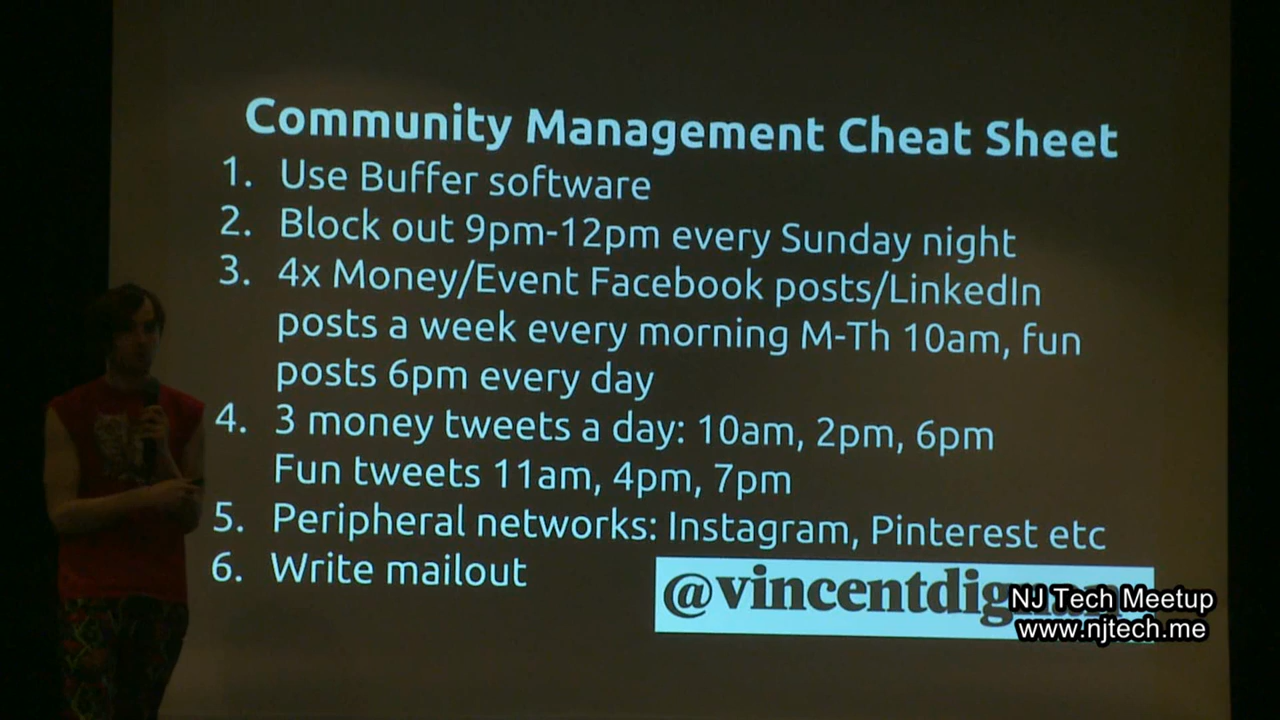 Community Management Cheat Sheet
1. Use Buffer software
2. Block out 9pm-12pm every Sunday night
3. 4x Money/Event Facebook posts/LinkedIn
posts a week every morning M-Th 10am, fun
posts 6pm every day
4. 3 money tweets a day: 10am, 2pm, 6pm
Fun tweets 11am, 4pm, 7pm
5. Peripheral networks: Instagram, Pinterest etc
6. Write mailout
NJ Tech Meetup
www.njtech.me